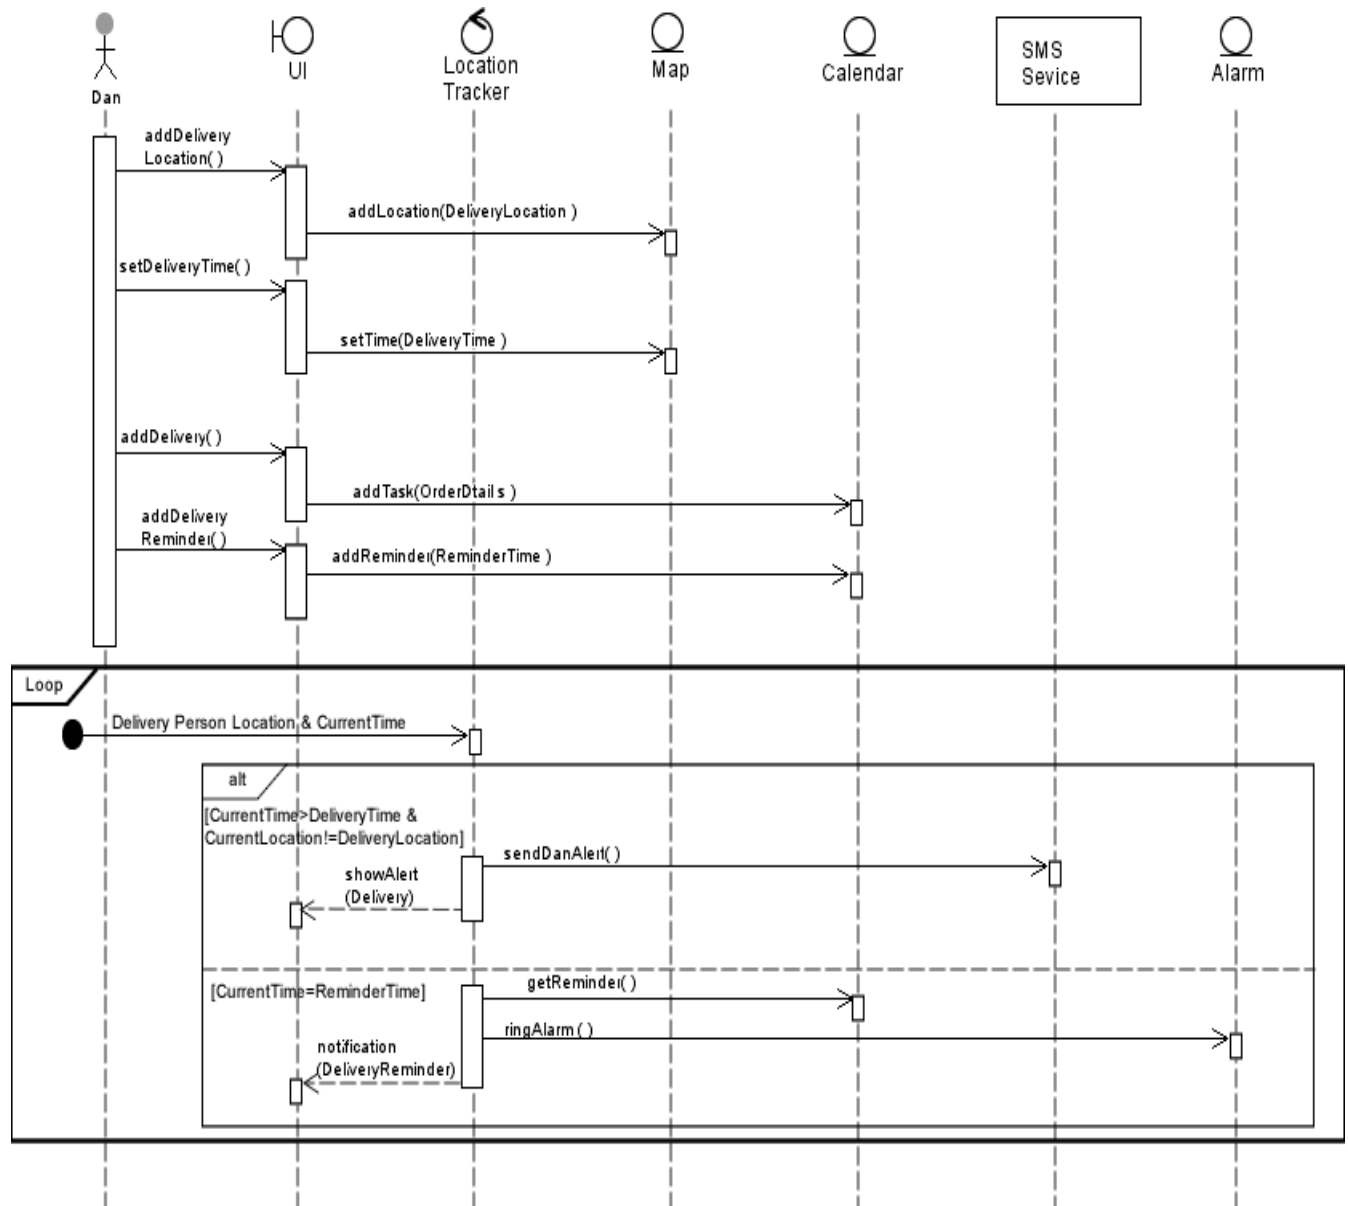 Dan
UI
Location
Tracker
Map
Calendar
SMS
Sevice
Alarm
addDelivery
Location( )
addLocation(DeliveryLocation )
setDeliveryTime( )
setTime(DeliveryTime )
addDelivery( )
addTask(OrderDtails )
addDelivery
Reminder( )
addReminder(ReminderTime )
Loop
Delivery Person Location & CurrentTime
alt
[CurrentTime>DeliveryTime &
CurrentLocation!=DeliveryLocation]
sendDanAlert( )
showAlert
(Delivery)
[CurrentTime=ReminderTime]
getReminder( )
ringAlarm ( )
notification
(DeliveryReminder)